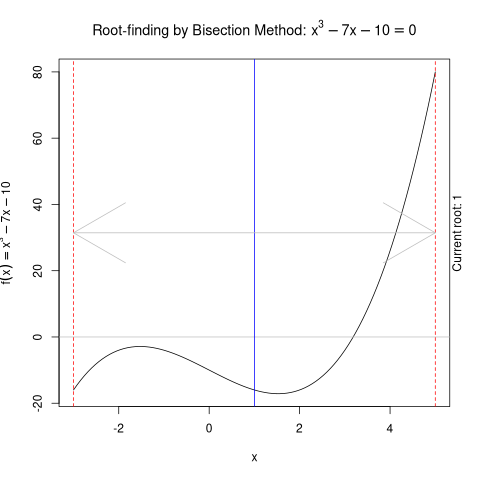 Root-finding by Bisection Method: x³ − 7x − 10 = 0
80
60
40
20
0
-20
f(x) = x³ − 7x − 10
Current root: 1
-2 0 2 4
x